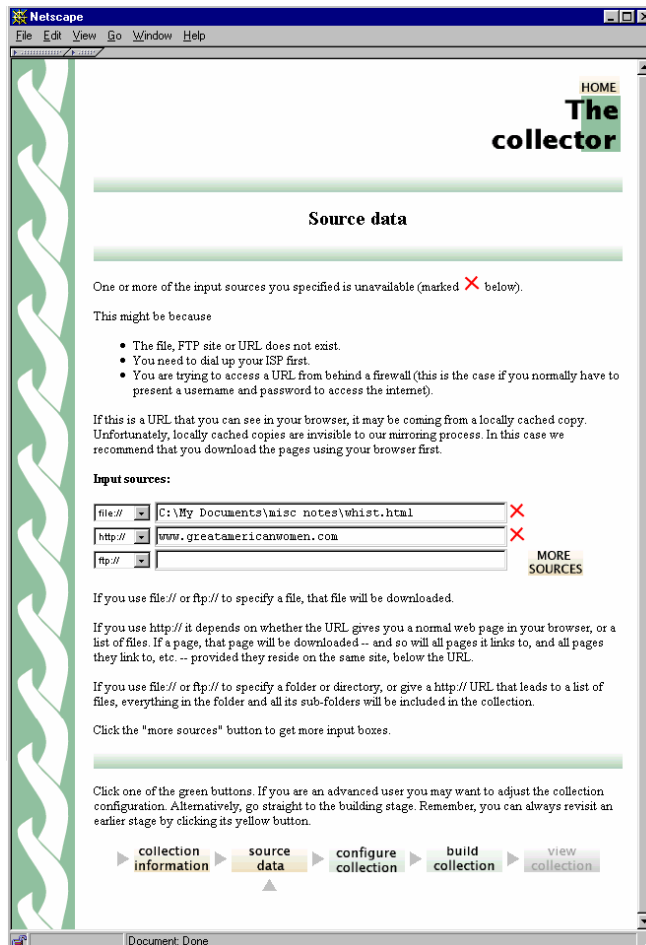 Netscape
File Edit View Go Window Help
HOME
The
collector
Source data
One or more of the input sources you specified is unavailable (marked ✕ below).
This might be because
• The file, FTP site or URL does not exist.
• You need to dial up your ISP first.
• You are trying to access a URL from behind a firewall (this is the case if you normally have to
present a username and password to access the internet).
If this is a URL that you can see in your browser, it may be coming from a locally cached copy.
Unfortunately, locally cached copies are invisible to our mirroring process. In this case we
recommend that you download the pages using your browser first.
Input sources:
file:// C:\My Documents\misc notes\whist.html
http:// www.greatamericanwomen.com
ftp://
MORE
SOURCES
If you use file:// or ftp:// to specify a file, that file will be downloaded.
If you use http:// it depends on whether the URL gives you a normal web page in your browser, or a
list of files. If a page, that page will be downloaded -- and so will all pages it links to, and all pages
they link to, etc. -- provided they reside on the same site, below the URL.
If you use file:// or ftp:// to specify a folder or directory, or give a http:// URL that leads to a list of
files, everything in the folder and all its sub-folders will be included in the collection.
Click the "more sources" button to get more input boxes.
Click one of the green buttons. If you are an advanced user you may want to adjust the collection
configuration. Alternatively, go straight to the building stage. Remember, you can always revisit an
earlier stage by clicking its yellow button.
collection information
source data
configure collection
build collection
view collection
Document: Done